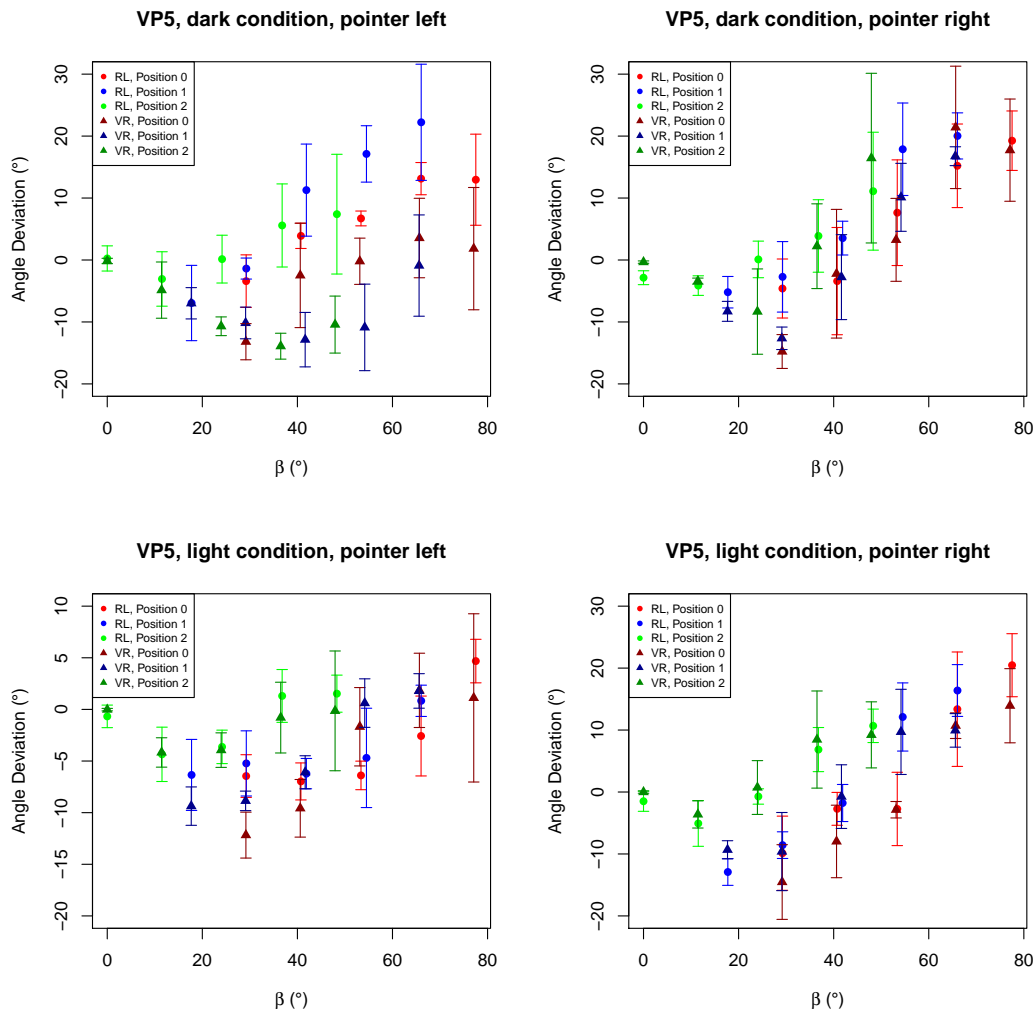 VP5, dark condition, pointer left
Angle Deviation (°)
30
20
10
0
−10
−20
RL, Position 0
RL, Position 1
RL, Position 2
VR, Position 0
VR, Position 1
VR, Position 2
0 20 40 60 80
β (°)
VP5, dark condition, pointer right
Angle Deviation (°)
30
20
10
0
−10
−20
RL, Position 0
RL, Position 1
RL, Position 2
VR, Position 0
VR, Position 1
VR, Position 2
0 20 40 60 80
β (°)
VP5, light condition, pointer left
Angle Deviation (°)
10
5
0
−5
−10
−15
−20
RL, Position 0
RL, Position 1
RL, Position 2
VR, Position 0
VR, Position 1
VR, Position 2
0 20 40 60 80
β (°)
VP5, light condition, pointer right
Angle Deviation (°)
30
20
10
0
−10
−20
RL, Position 0
RL, Position 1
RL, Position 2
VR, Position 0
VR, Position 1
VR, Position 2
0 20 40 60 80
β (°)